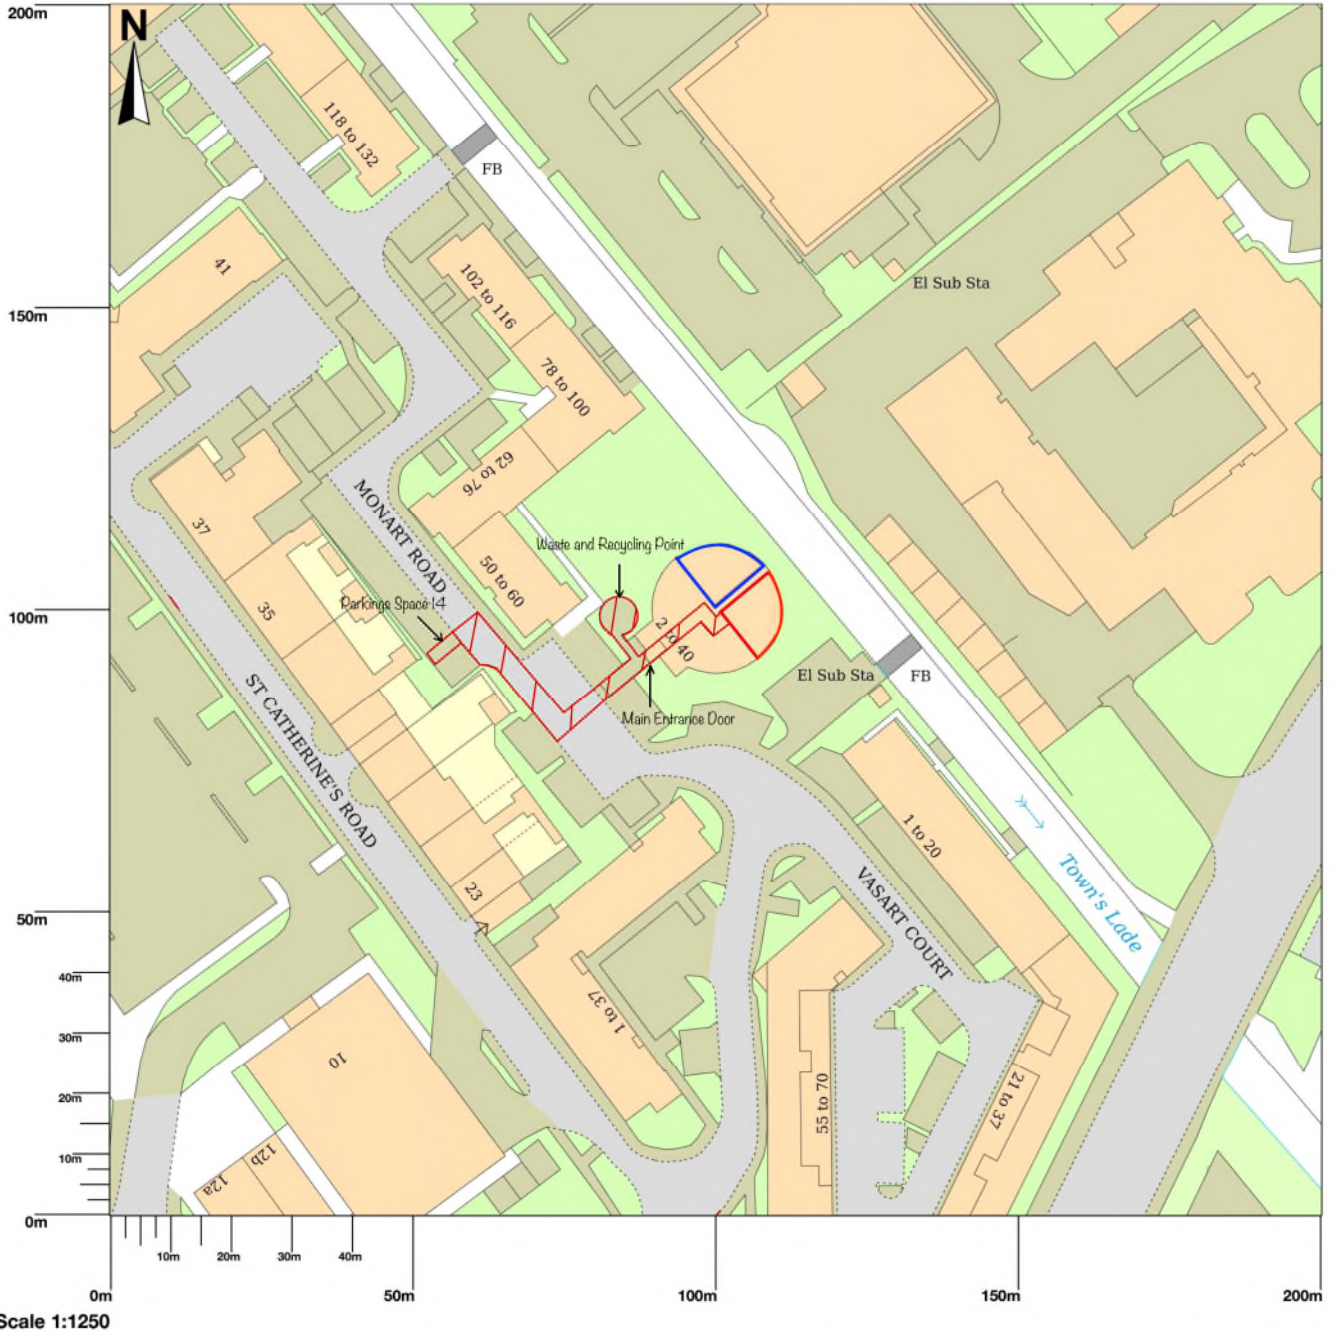 200m
N
118 to 132
FB
41
102 to 116
El Sub Sta
150m
78 to 100
62 to 76
MONART ROAD
37
Waste and Recycling Point
50 to 60
100m
35
Parkings Space 14
2 to 40
El Sub Sta
FB
Main Entrance Door
ST CATHERINE'S ROAD
1 to 20
Town's Lade
VASART COURT
23
50m
40m
1 to 37
30m
10
20m
55 to 70
21 to 37
10m
12b
12a
0m
10m
20m
30m
40m
0m
50m
100m
150m
200m
Scale 1:1250